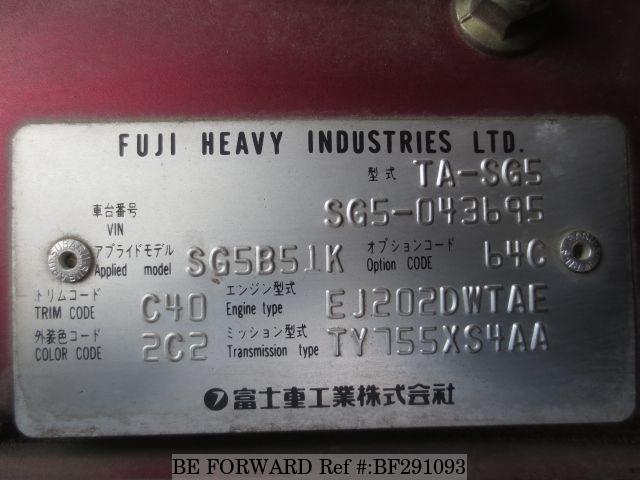 FUJI HEAVY INDUSTRIES LTD.
型式 TA-SG5
車台番号 VIN SG5-043695
アプライドモデル Applied model SG5B51K オプションコード Option CODE 64C
トリムコード TRIM CODE C40 エンジン型式 Engine type EJ202DWTAE
外装色コード COLOR CODE 2C2 ミッション型式 Transmission type TY755XS4AA
富士重工業株式会社
BE FORWARD Ref #:BF291093